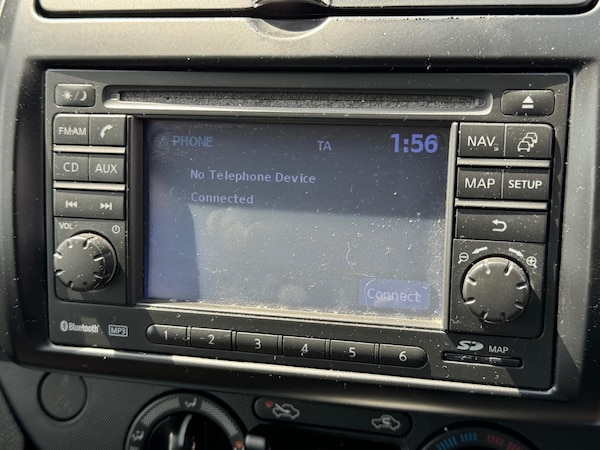 FM·AM
CD
AUX
VOL
Bluetooth
MP3
PHONE
TA
1:56
No Telephone Device
Connected
Connect
1
2
3
4
5
6
NAV
MAP
SETUP
SD
MAP